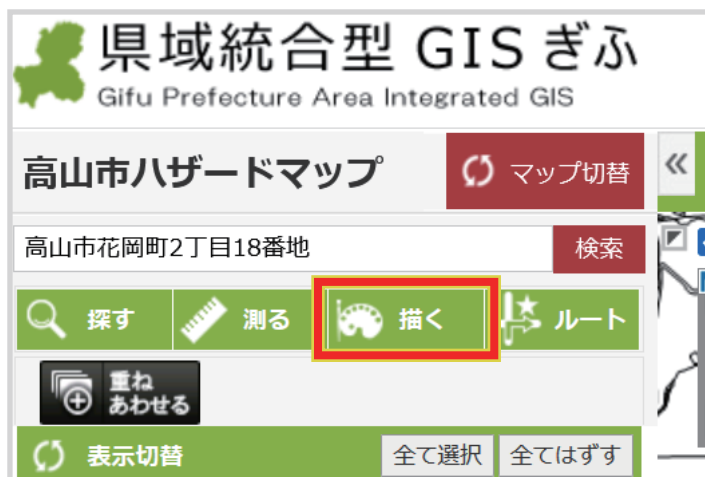 県域統合型 GIS ぎふ
Gifu Prefecture Area Integrated GIS
高山市ハザードマップ
マップ切替
«
高山市花岡町2丁目18番地
検索
探す
測る
描く
ルート
重ね
あわせる
表示切替
全て選択
全てはずす